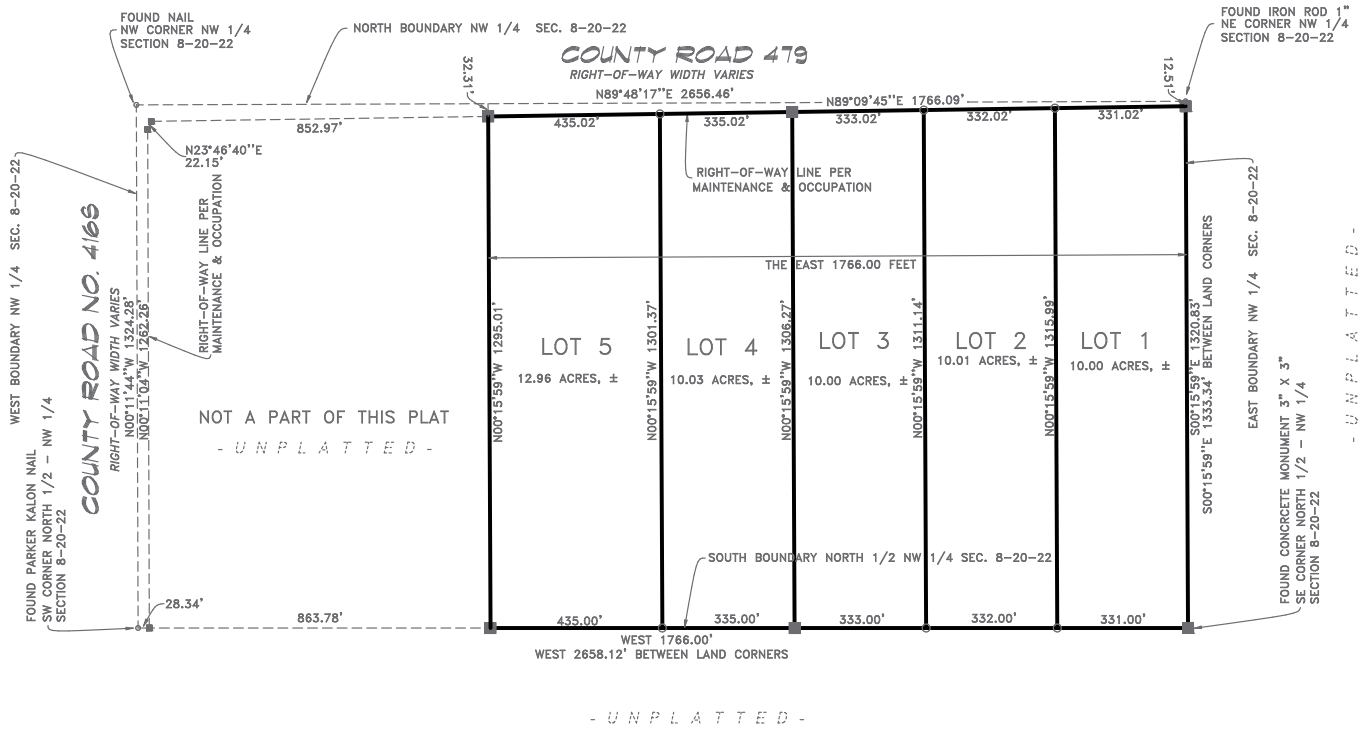 FOUND NAIL
NW CORNER NW 1/4
SECTION 8-20-22
NORTH BOUNDARY NW 1/4 SEC. 8-20-22
COUNTY ROAD 479
RIGHT-OF-WAY WIDTH VARIES
FOUND IRON ROD 1"
NE CORNER NW 1/4
SECTION 8-20-22
32.31'
12.51'
N89°48'17"E 2656.46'
N89°09'45"E 1766.09'
852.97'
435.02'
335.02'
333.02'
332.02'
331.02'
N23°46'40"E
22.15'
RIGHT-OF-WAY LINE PER
MAINTENANCE & OCCUPATION
RIGHT-OF-WAY LINE PER
MAINTENANCE & OCCUPATION
WEST BOUNDARY NW 1/4 SEC. 8-20-22
COUNTY ROAD NO. 416S
RIGHT-OF-WAY WIDTH VARIES
N00°11'44"W 1324.28'
N00°11'04"W 1262.26'
THE EAST 1766.00 FEET
N00°15'59"W 1295.01'
N00°15'59"W 1301.37'
N00°15'59"W 1306.27'
N00°15'59"W 1311.14'
N00°15'59"W 1315.99'
S00°15'59"E 1320.83'
S00°15'59"E 1333.34' BETWEEN LAND CORNERS
EAST BOUNDARY NW 1/4 SEC. 8-20-22
- U N P L A T T E D -
LOT 5
12.96 ACRES, ±
LOT 4
10.03 ACRES, ±
LOT 3
10.00 ACRES, ±
LOT 2
10.01 ACRES, ±
LOT 1
10.00 ACRES, ±
NOT A PART OF THIS PLAT
- U N P L A T T E D -
FOUND PARKER KALON NAIL
SW CORNER NORTH 1/2 - NW 1/4
SECTION 8-20-22
FOUND CONCRETE MONUMENT 3" X 3"
SE CORNER NORTH 1/2 - NW 1/4
SECTION 8-20-22
SOUTH BOUNDARY NORTH 1/2 NW 1/4 SEC. 8-20-22
28.34'
863.78'
435.00'
335.00'
333.00'
332.00'
331.00'
WEST 1766.00'
WEST 2658.12' BETWEEN LAND CORNERS
- U N P L A T T E D -